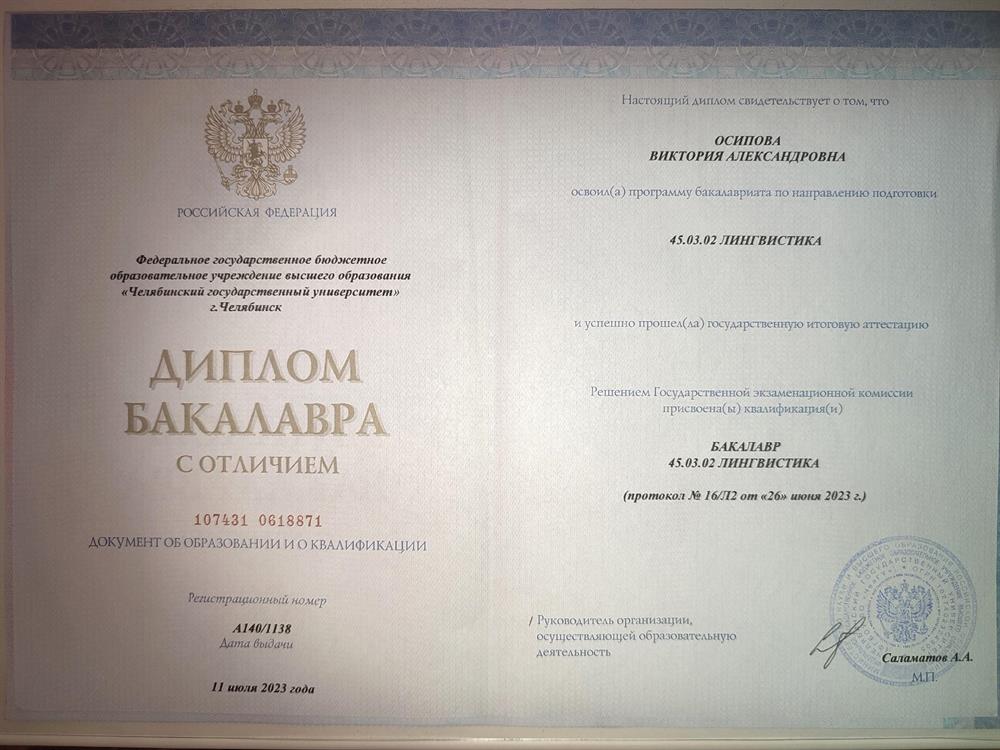 РОССИЙСКАЯ ФЕДЕРАЦИЯ
Федеральное государственное бюджетное
образовательное учреждение высшего образования
«Челябинский государственный университет»
г.Челябинск
ДИПЛОМ
БАКАЛАВРА
С ОТЛИЧИЕМ
107431 0618871
ДОКУМЕНТ ОБ ОБРАЗОВАНИИ И О КВАЛИФИКАЦИИ
Регистрационный номер
А140/1138
Дата выдачи
11 июля 2023 года
Настоящий диплом свидетельствует о том, что
ОСИПОВА
ВИКТОРИЯ АЛЕКСАНДРОВНА
освоил(а) программу бакалавриата по направлению подготовки
45.03.02 ЛИНГВИСТИКА
и успешно прошел(ла) государственную итоговую аттестацию
Решением Государственной экзаменационной комиссии
присвоена(ы) квалификация(и)
БАКАЛАВР
45.03.02 ЛИНГВИСТИКА
(протокол № 16/Л2 от «26» июня 2023 г.)
/ Руководитель организации,
осуществляющей образовательную
деятельность
Саламатов А.А.
М.П.